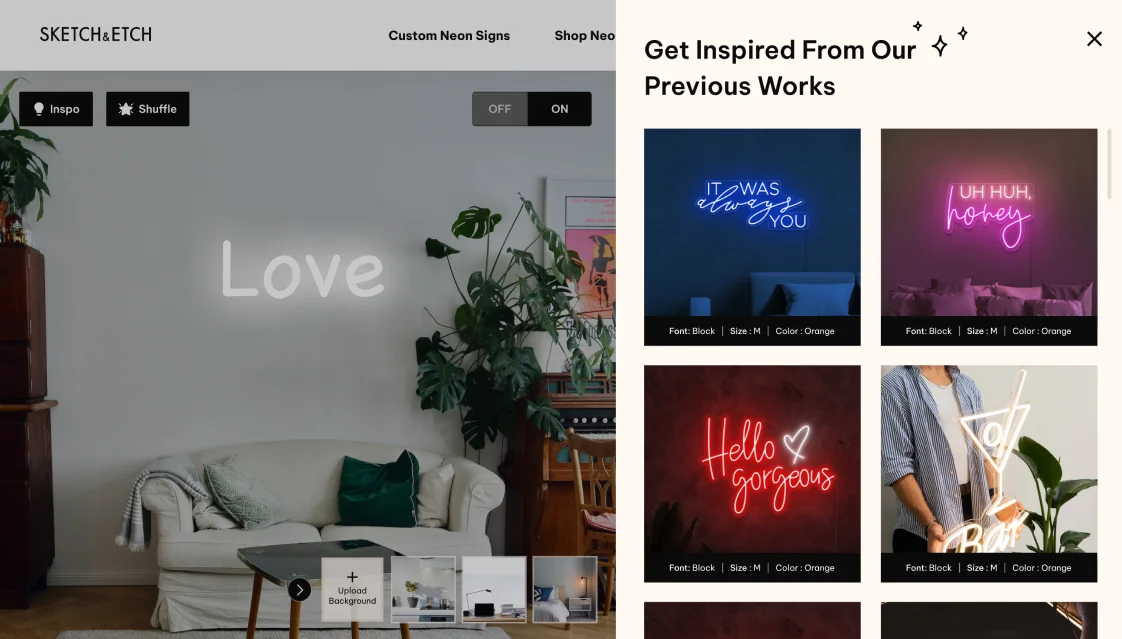 SKETCH&ETCH
Custom Neon Signs
Shop Neo
Inspo
Shuffle
OFF
ON
Love
Upload
Background
Get Inspired From Our
Previous Works
IT WAS
always
YOU
Font: Block | Size : M | Color : Orange
UH HUH,
honey
Font: Block | Size : M | Color : Orange
Hello
gorgeous
Font: Block | Size : M | Color : Orange
Bar
Font: Block | Size : M | Color : Orange